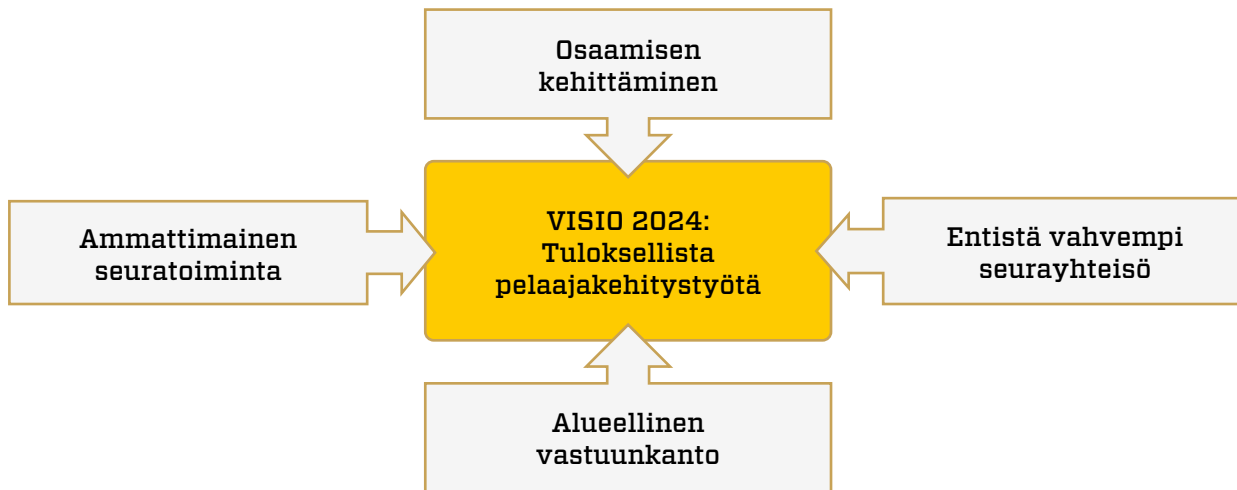 Osaamisen
kehittäminen
Ammattimainen
seuratoiminta
VISIO 2024:
Tuloksellista
pelaajakehitystyötä
Entistä vahvempi
seurayhteisö
Alueellinen
vastuunkanto